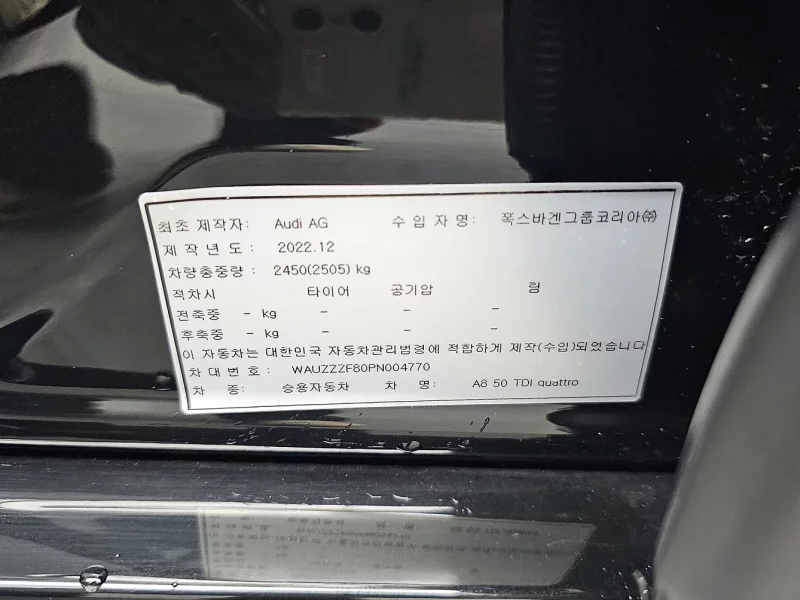 최초 제작자: Audi AG 수 입 자 명: 폭스바겐그룹코리아㈜
제 작 년 도 : 2022.12
차량총중량 : 2450(2505) kg
적차시 타이어 공기압 림
전축중 - kg - - -
후축중 - kg - - -
이 자동차는 대한민국 자동차관리법령에 적합하게 제작(수입)되었습니다
차 대 번 호 : WAUZZZF80PN004770
차 종: 승용자동차 차 명: A8 50 TDI quattro